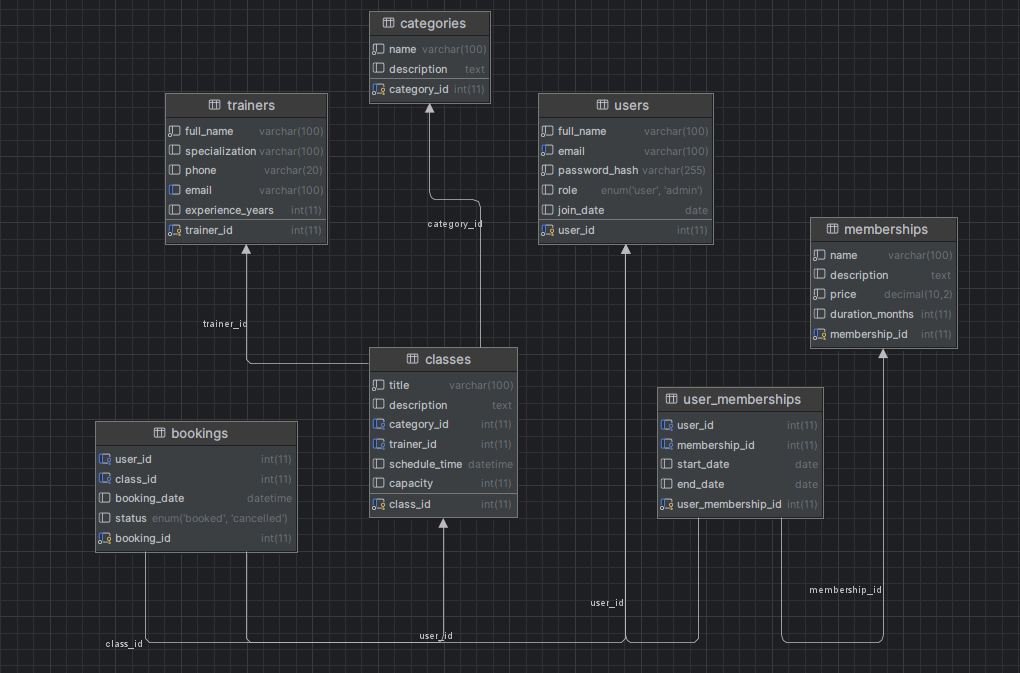 categories
name varchar(100)
description text
category_id int(11)
trainers
full_name varchar(100)
specialization varchar(100)
phone varchar(20)
email varchar(100)
experience_years int(11)
trainer_id int(11)
users
full_name varchar(100)
email varchar(100)
password_hash varchar(255)
role enum('user', 'admin')
join_date date
user_id int(11)
memberships
name varchar(100)
description text
price decimal(10,2)
duration_months int(11)
membership_id int(11)
category_id
trainer_id
classes
title varchar(100)
description text
category_id int(11)
trainer_id int(11)
schedule_time datetime
capacity int(11)
class_id int(11)
user_memberships
user_id int(11)
membership_id int(11)
start_date date
end_date date
user_membership_id int(11)
bookings
user_id int(11)
class_id int(11)
booking_date datetime
status enum('booked', 'cancelled')
booking_id int(11)
membership_id
user_id
user_id
class_id